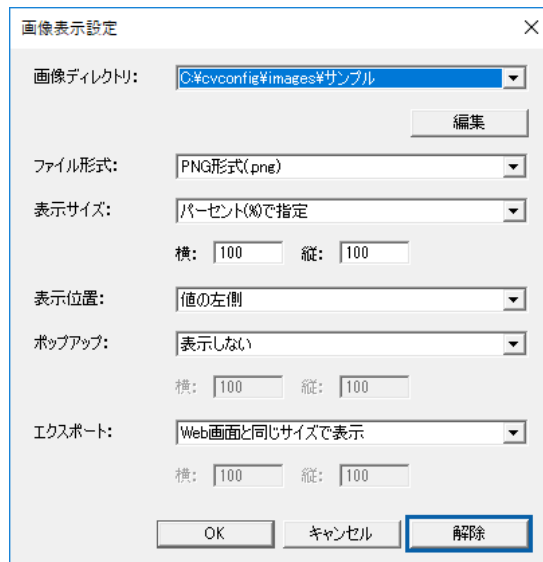 画像表示設定
画像ディレクトリ: C:¥cvconfig¥images¥サンプル
編集
ファイル形式: PNG形式(.png)
表示サイズ: パーセント(%)で指定
横: 100 縦: 100
表示位置: 値の左側
ポップアップ: 表示しない
横: 100 縦: 100
エクスポート: Web画面と同じサイズで表示
横: 100 縦: 100
OK キャンセル 解除